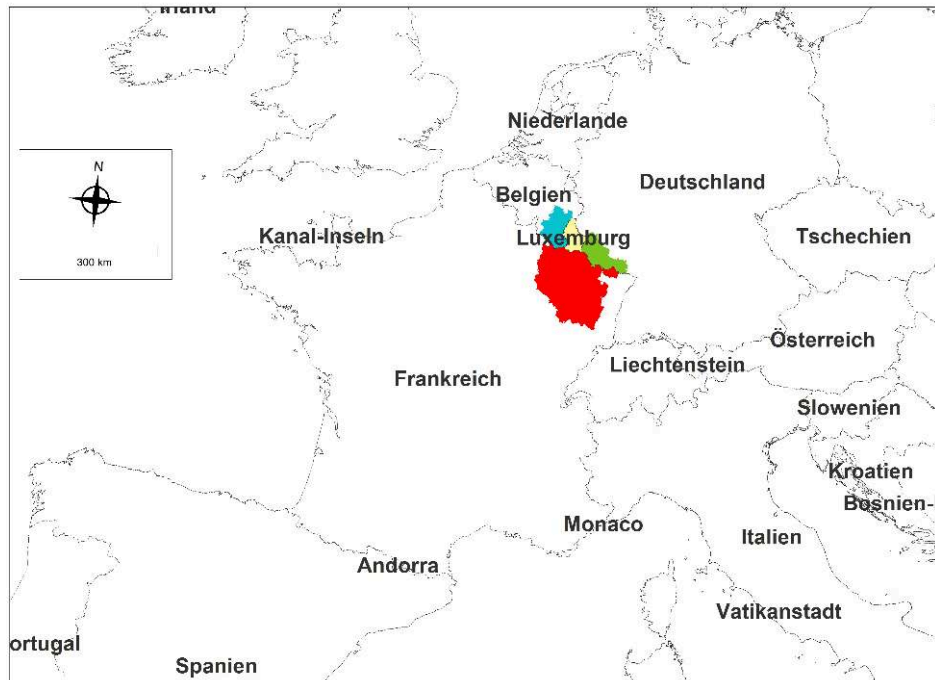 Irland
Niederlande
N
Deutschland
Belgien
Kanal-Inseln
Luxemburg
Tschechien
300 km
Österreich
Liechtenstein
Frankreich
Slowenien
Kroatien
Bosnien-
Monaco
Italien
Andorra
Vatikanstadt
ortugal
Spanien